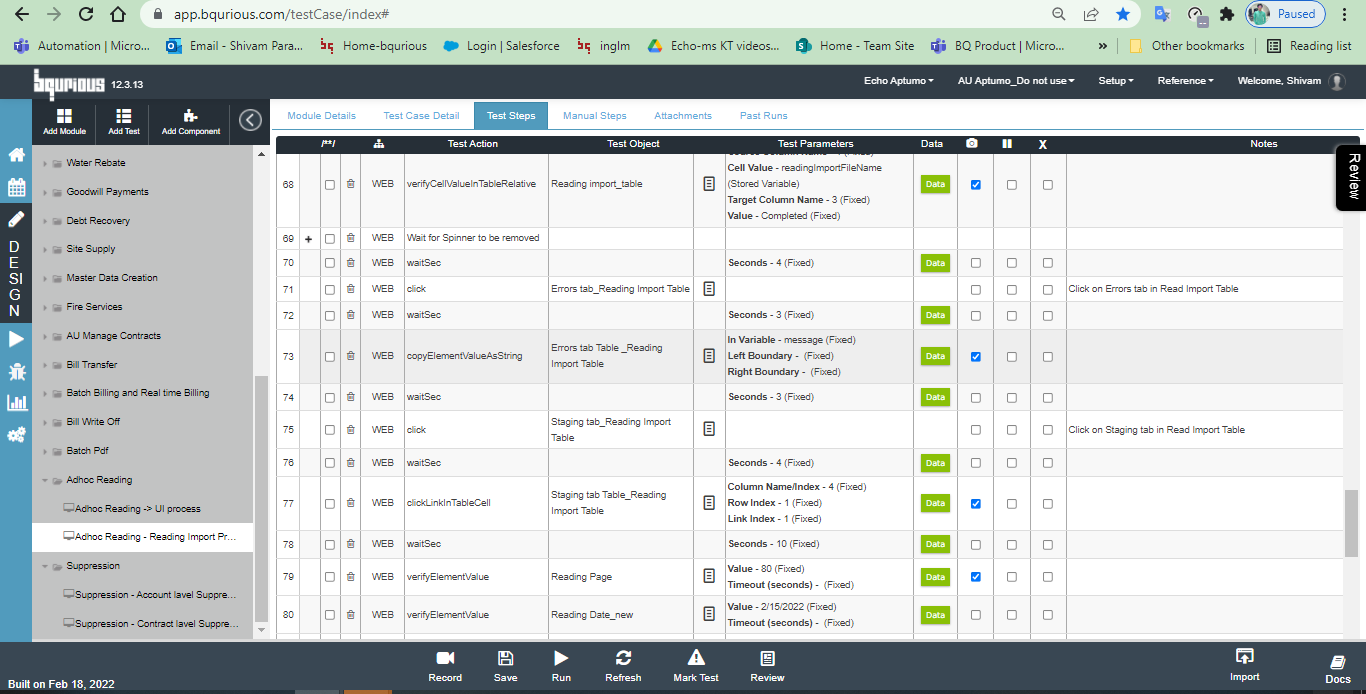 app.bqurious.com/testCase/index#
Paused
Automation | Micro...
Email - Shivam Para...
Home-bqurious
Login | Salesforce
inglm
Echo-ms KT videos...
Home - Team Site
BQ Product | Micro...
»
Other bookmarks
Reading list
bqurious 12.3.13
Echo Aptumo
AU Aptumo_Do not use
Setup
Reference
Welcome, Shivam
Add Module
Add Test
Add Component
Module Details
Test Case Detail
Test Steps
Manual Steps
Attachments
Past Runs
DESIGN
Water Rebate
Goodwill Payments
Debt Recovery
Site Supply
Master Data Creation
Fire Services
AU Manage Contracts
Bill Transfer
Batch Billing and Real time Billing
Bill Write Off
Batch Pdf
Adhoc Reading
Adhoc Reading -> UI process
Adhoc Reading - Reading Import Pr...
Suppression
Suppression - Account lavel Suppre...
Suppression - Contract lavel Suppre...
/**/ Test Action Test Object Test Parameters Data X Notes
68 WEB verifyCellValueInTableRelative Reading import_table
Cell Value - readingImportFileName
(Stored Variable)
Target Column Name - 3 (Fixed)
Value - Completed (Fixed)
Data
69 + WEB Wait for Spinner to be removed
70 WEB waitSec Seconds - 4 (Fixed) Data
71 WEB click Errors tab_Reading Import Table Click on Errors tab in Read Import Table
72 WEB waitSec Seconds - 3 (Fixed) Data
73 WEB copyElementValueAsString
Errors tab Table _Reading
Import Table
In Variable - message (Fixed)
Left Boundary - (Fixed)
Right Boundary - (Fixed)
Data
74 WEB waitSec Seconds - 3 (Fixed) Data
75 WEB click
Staging tab_Reading Import
Table
Click on Staging tab in Read Import Table
76 WEB waitSec Seconds - 4 (Fixed) Data
77 WEB clickLinkInTableCell
Staging tab Table_Reading
Import Table
Column Name/Index - 4 (Fixed)
Row Index - 1 (Fixed)
Link Index - 1 (Fixed)
Data
78 WEB waitSec Seconds - 10 (Fixed) Data
79 WEB verifyElementValue Reading Page
Value - 80 (Fixed)
Timeout (seconds) - (Fixed)
Data
80 WEB verifyElementValue Reading Date_new
Value - 2/15/2022 (Fixed)
Timeout (seconds) - (Fixed)
Data
Review
Record
Save
Run
Refresh
Mark Test
Review
Import
Docs
Built on Feb 18, 2022